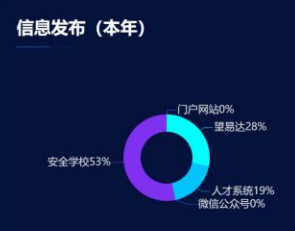 信息发布（本年）
门户网站0%
望易达28%
安全学校53%
人才系统19%
微信公众号0%